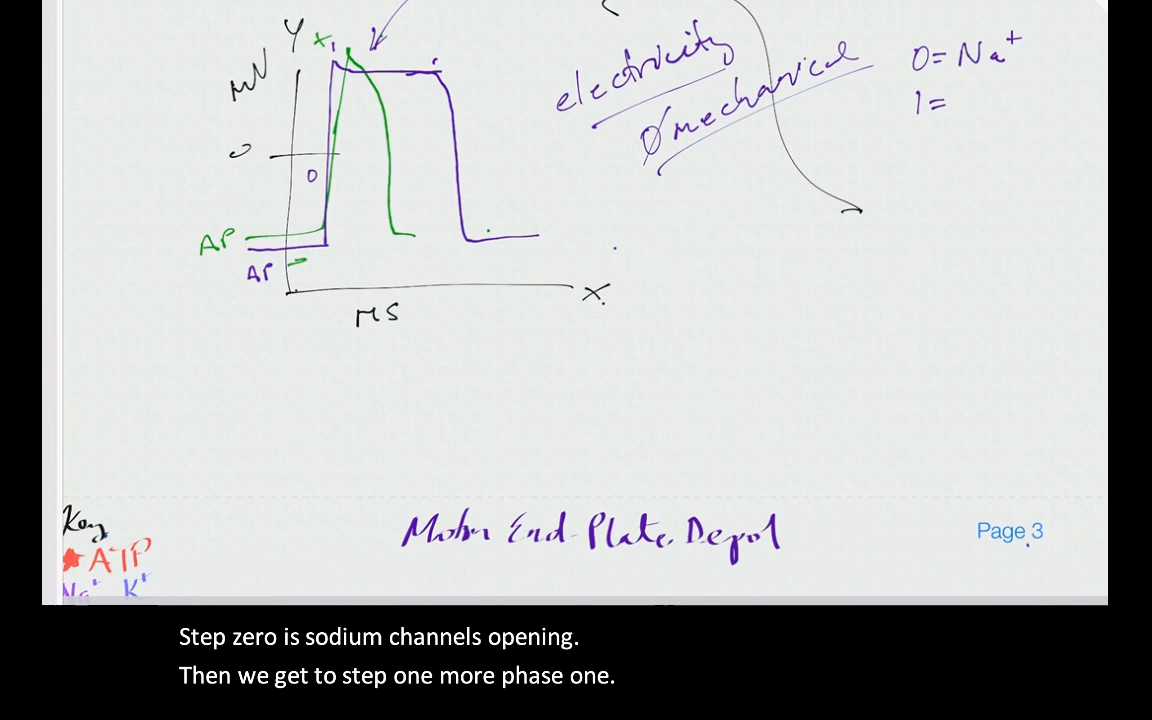 Y
+
mV
0
0
AP
AP
-
MS
X
electricity
mechanical
0 = Na+
1 =
Key
ATP
Na+ K+
Motor End-Plate Depol
Page 3
Step zero is sodium channels opening.
Then we get to step one more phase one.